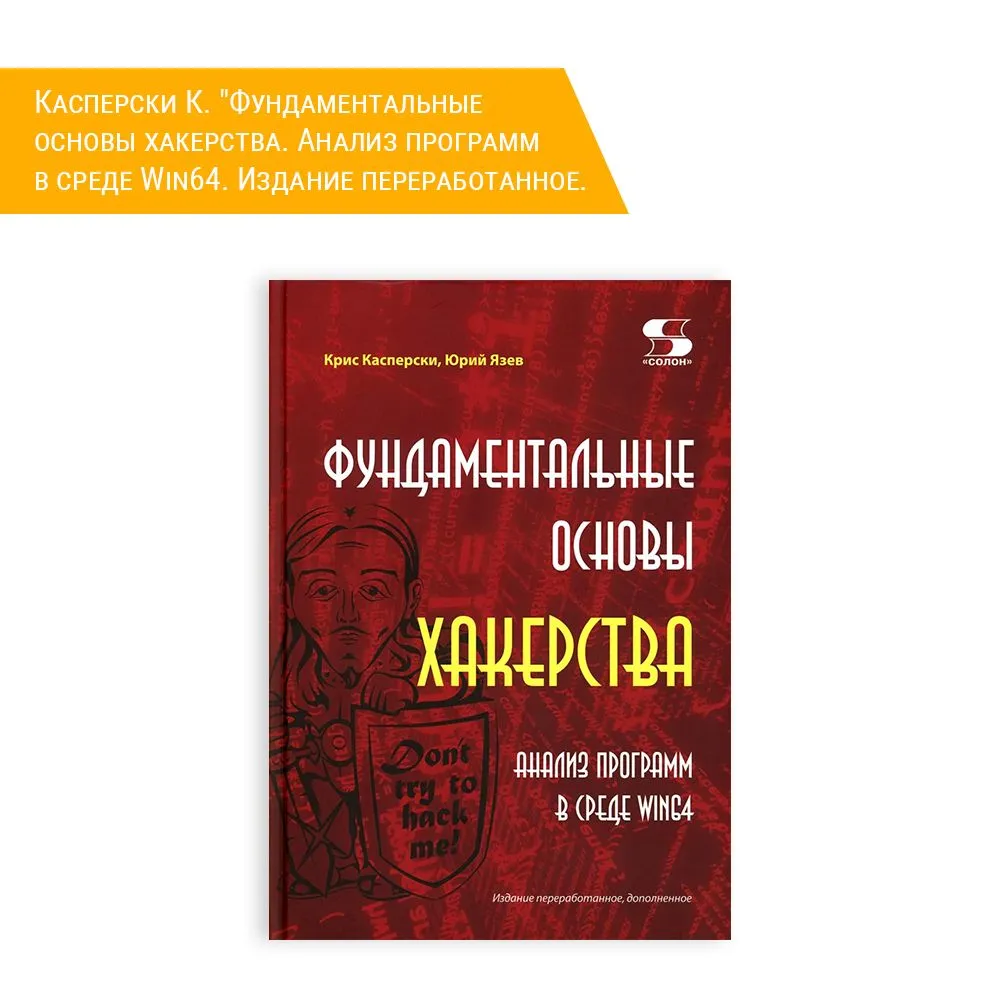 Касперски К. "Фундаментальные
основы хакерства. Анализ программ
в среде Win64. Издание переработанное.
«СОЛОН»
Крис Касперски, Юрий Язев
ФУНДАМЕНТАЛЬНЫЕ
ОСНОВЫ
ХАКЕРСТВА
АНАЛИЗ ПРОГРАММ
В СРЕДЕ WIN64
Don't
try to
hack
me!
Издание переработанное, дополненное